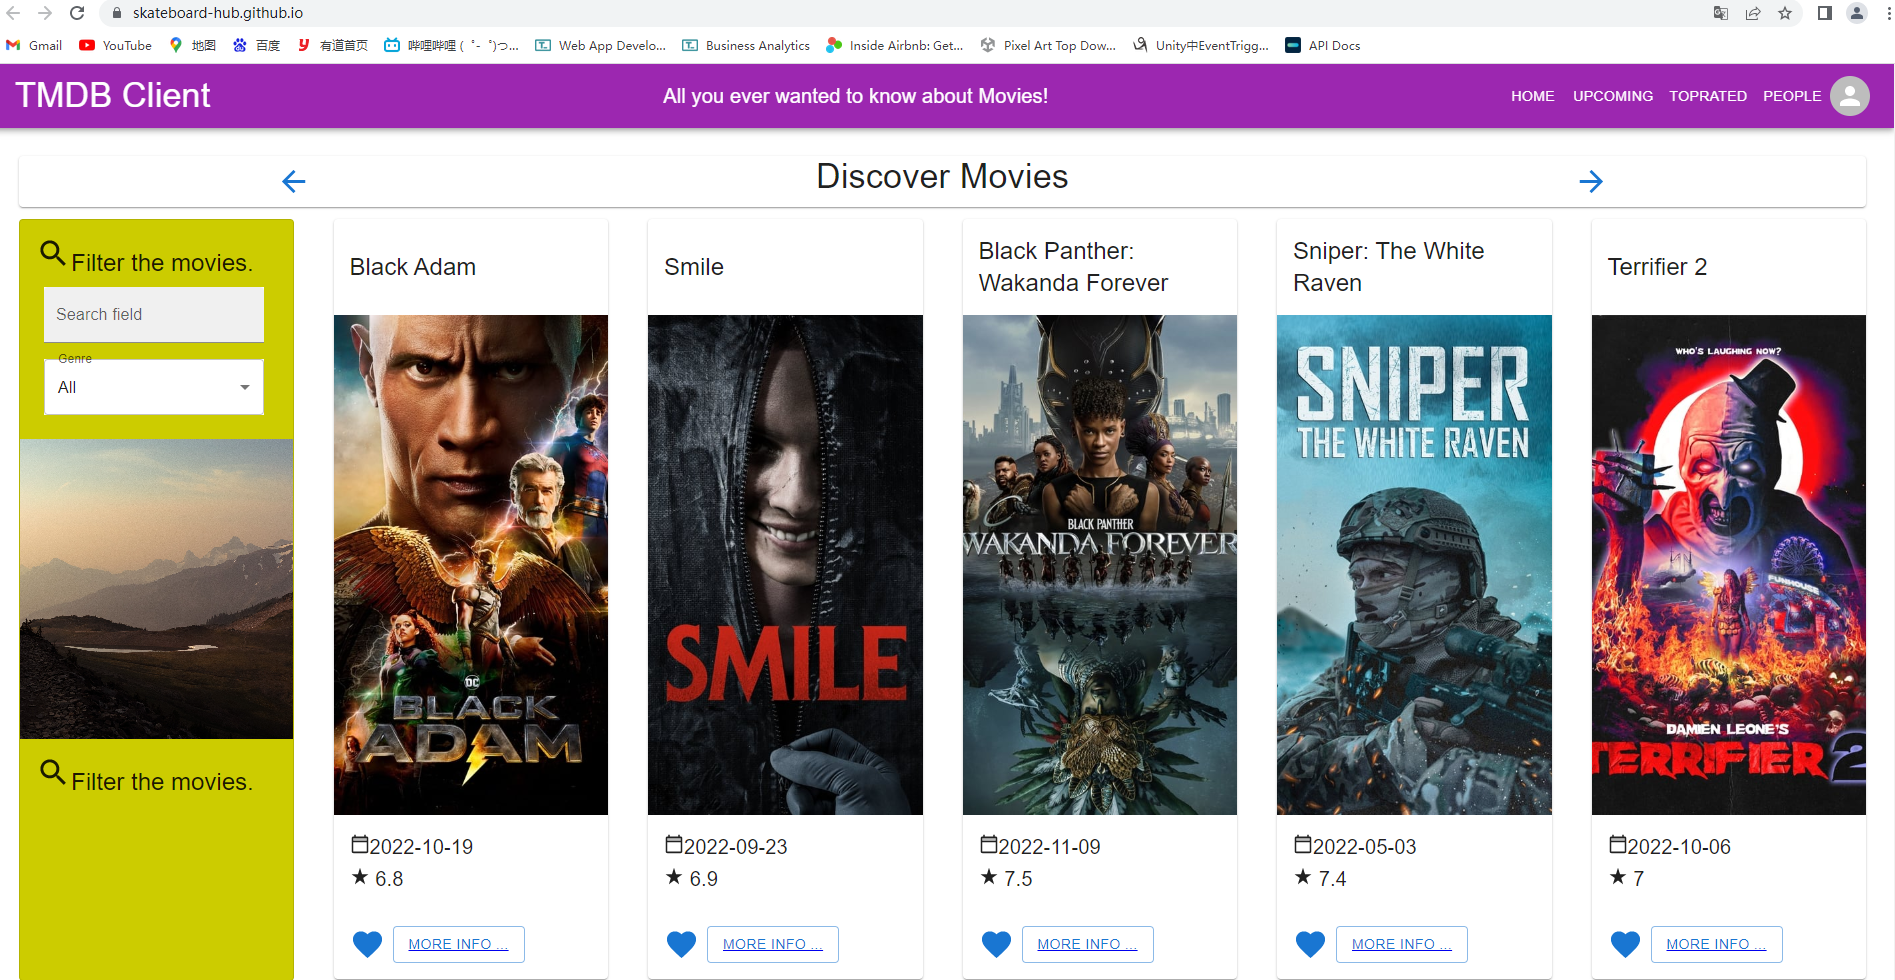 skateboard-hub.github.io
Gmail YouTube 地图 百度 有道首页 哔哩哔哩 ( ゜- ゜)つ... Web App Develo... Business Analytics Inside Airbnb: Get... Pixel Art Top Dow... Unity中EventTrigg... API Docs
TMDB Client All you ever wanted to know about Movies! HOME UPCOMING TOPRATED PEOPLE
Discover Movies
Filter the movies.
Search field
Genre
All
Filter the movies.
Black Adam
DC
BLACK
ADAM
2022-10-19
6.8
MORE INFO ...
Smile
SMILE
2022-09-23
6.9
MORE INFO ...
Black Panther:
Wakanda Forever
BLACK PANTHER
WAKANDA FOREVER
2022-11-09
7.5
MORE INFO ...
Sniper: The White
Raven
SNIPER
THE WHITE RAVEN
2022-05-03
7.4
MORE INFO ...
Terrifier 2
WHO'S LAUGHING NOW?
FUNHOUSE
DAMIEN LEONE'S
TERRIFIER 2
2022-10-06
7
MORE INFO ...